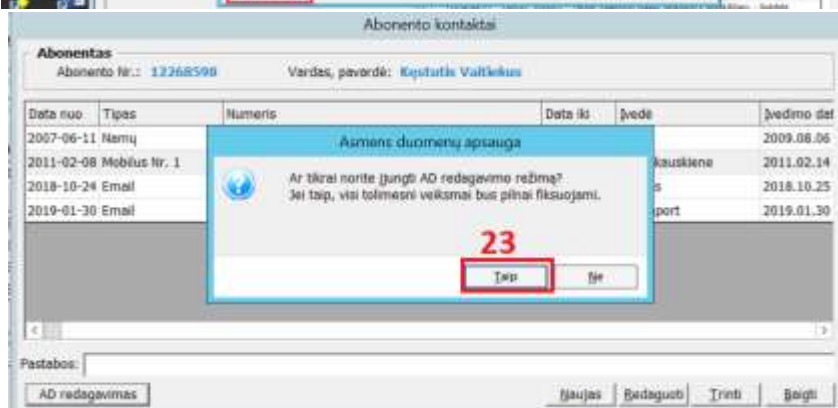 Abonento kontaktai
Abonentas
Abonento Nr.: 12268598 Vardas, pavardė: Kęstutis Vaitiekus
Data nuo Tipas Numeris Data iki Įvedė Įvedimo dat
2007-06-11 Namų 2009.08.06
2011-02-08 Mobilus Nr. 1 kauskiene 2011.02.14
2018-10-24 Email s 2018.10.25
2019-01-30 Email port 2019.01.30
Asmens duomenų apsauga
Ar tikrai norite įjungti AD redagavimo režimą?
Jei taip, visi tolimesni veiksmai bus pilnai fiksuojami.
23
Taip Ne
Pastabos:
AD redagavimas Naujas Redaguoti Trinti Baigti